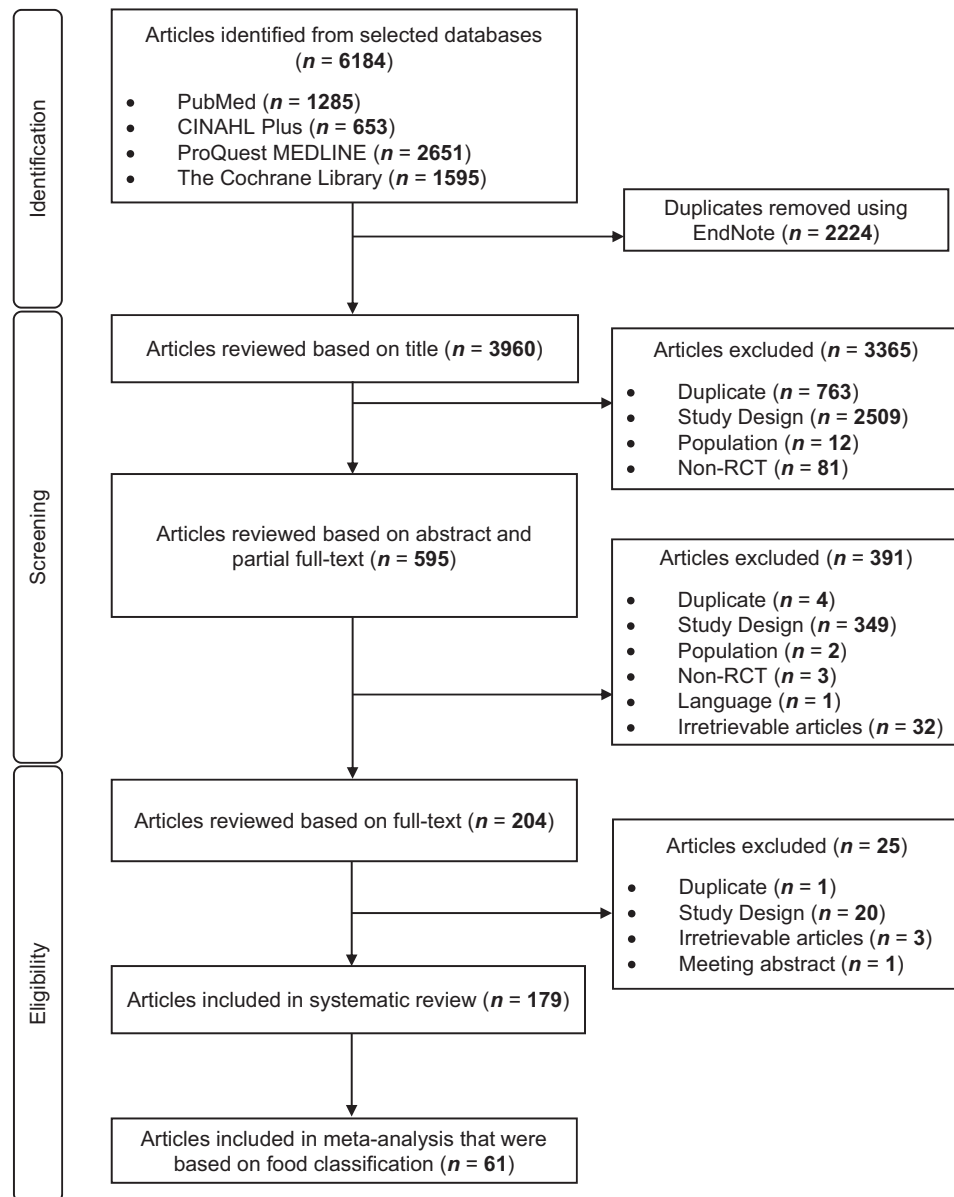 Identification
Articles identified from selected databases
(n = 6184)
• PubMed (n = 1285)
• CINAHL Plus (n = 653)
• ProQuest MEDLINE (n = 2651)
• The Cochrane Library (n = 1595)
Duplicates removed using
EndNote (n = 2224)
Screening
Articles reviewed based on title (n = 3960)
Articles excluded (n = 3365)
• Duplicate (n = 763)
• Study Design (n = 2509)
• Population (n = 12)
• Non-RCT (n = 81)
Articles reviewed based on abstract and
partial full-text (n = 595)
Articles excluded (n = 391)
• Duplicate (n = 4)
• Study Design (n = 349)
• Population (n = 2)
• Non-RCT (n = 3)
• Language (n = 1)
• Irretrievable articles (n = 32)
Eligibility
Articles reviewed based on full-text (n = 204)
Articles excluded (n = 25)
• Duplicate (n = 1)
• Study Design (n = 20)
• Irretrievable articles (n = 3)
• Meeting abstract (n = 1)
Articles included in systematic review (n = 179)
Articles included in meta-analysis that were
based on food classification (n = 61)